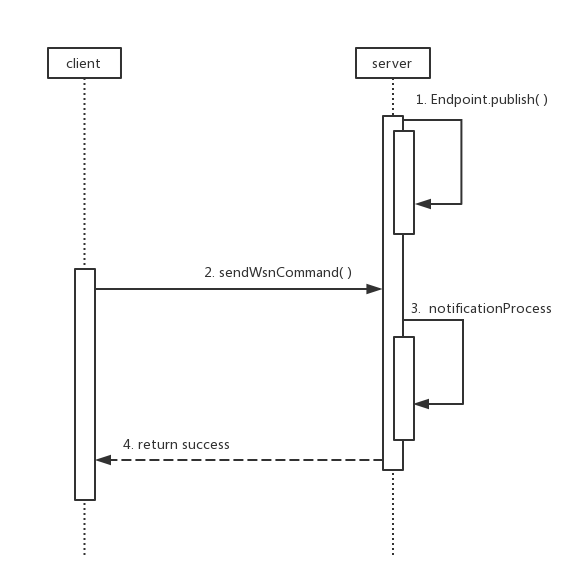 client
server
1. Endpoint.publish( )
2. sendWsnCommand( )
3. notificationProcess
4. return success